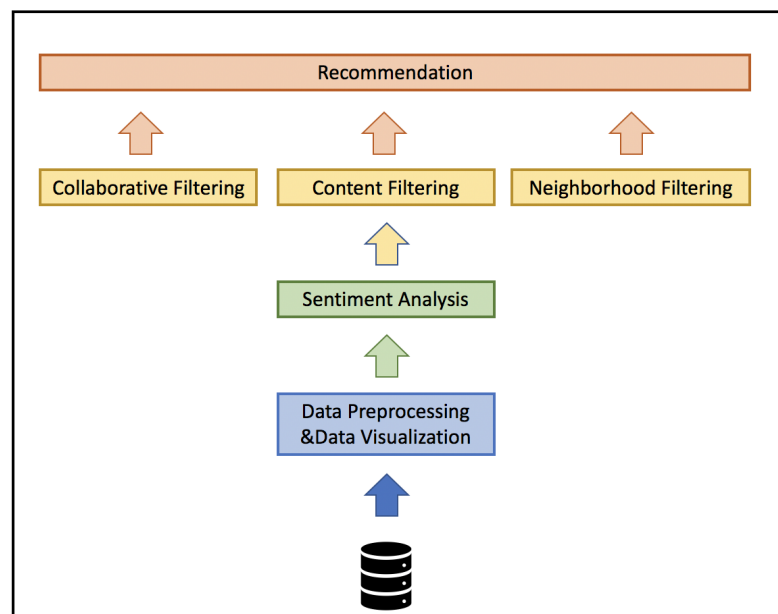 Recommendation
Collaborative Filtering
Content Filtering
Neighborhood Filtering
Sentiment Analysis
Data Preprocessing
&Data Visualization